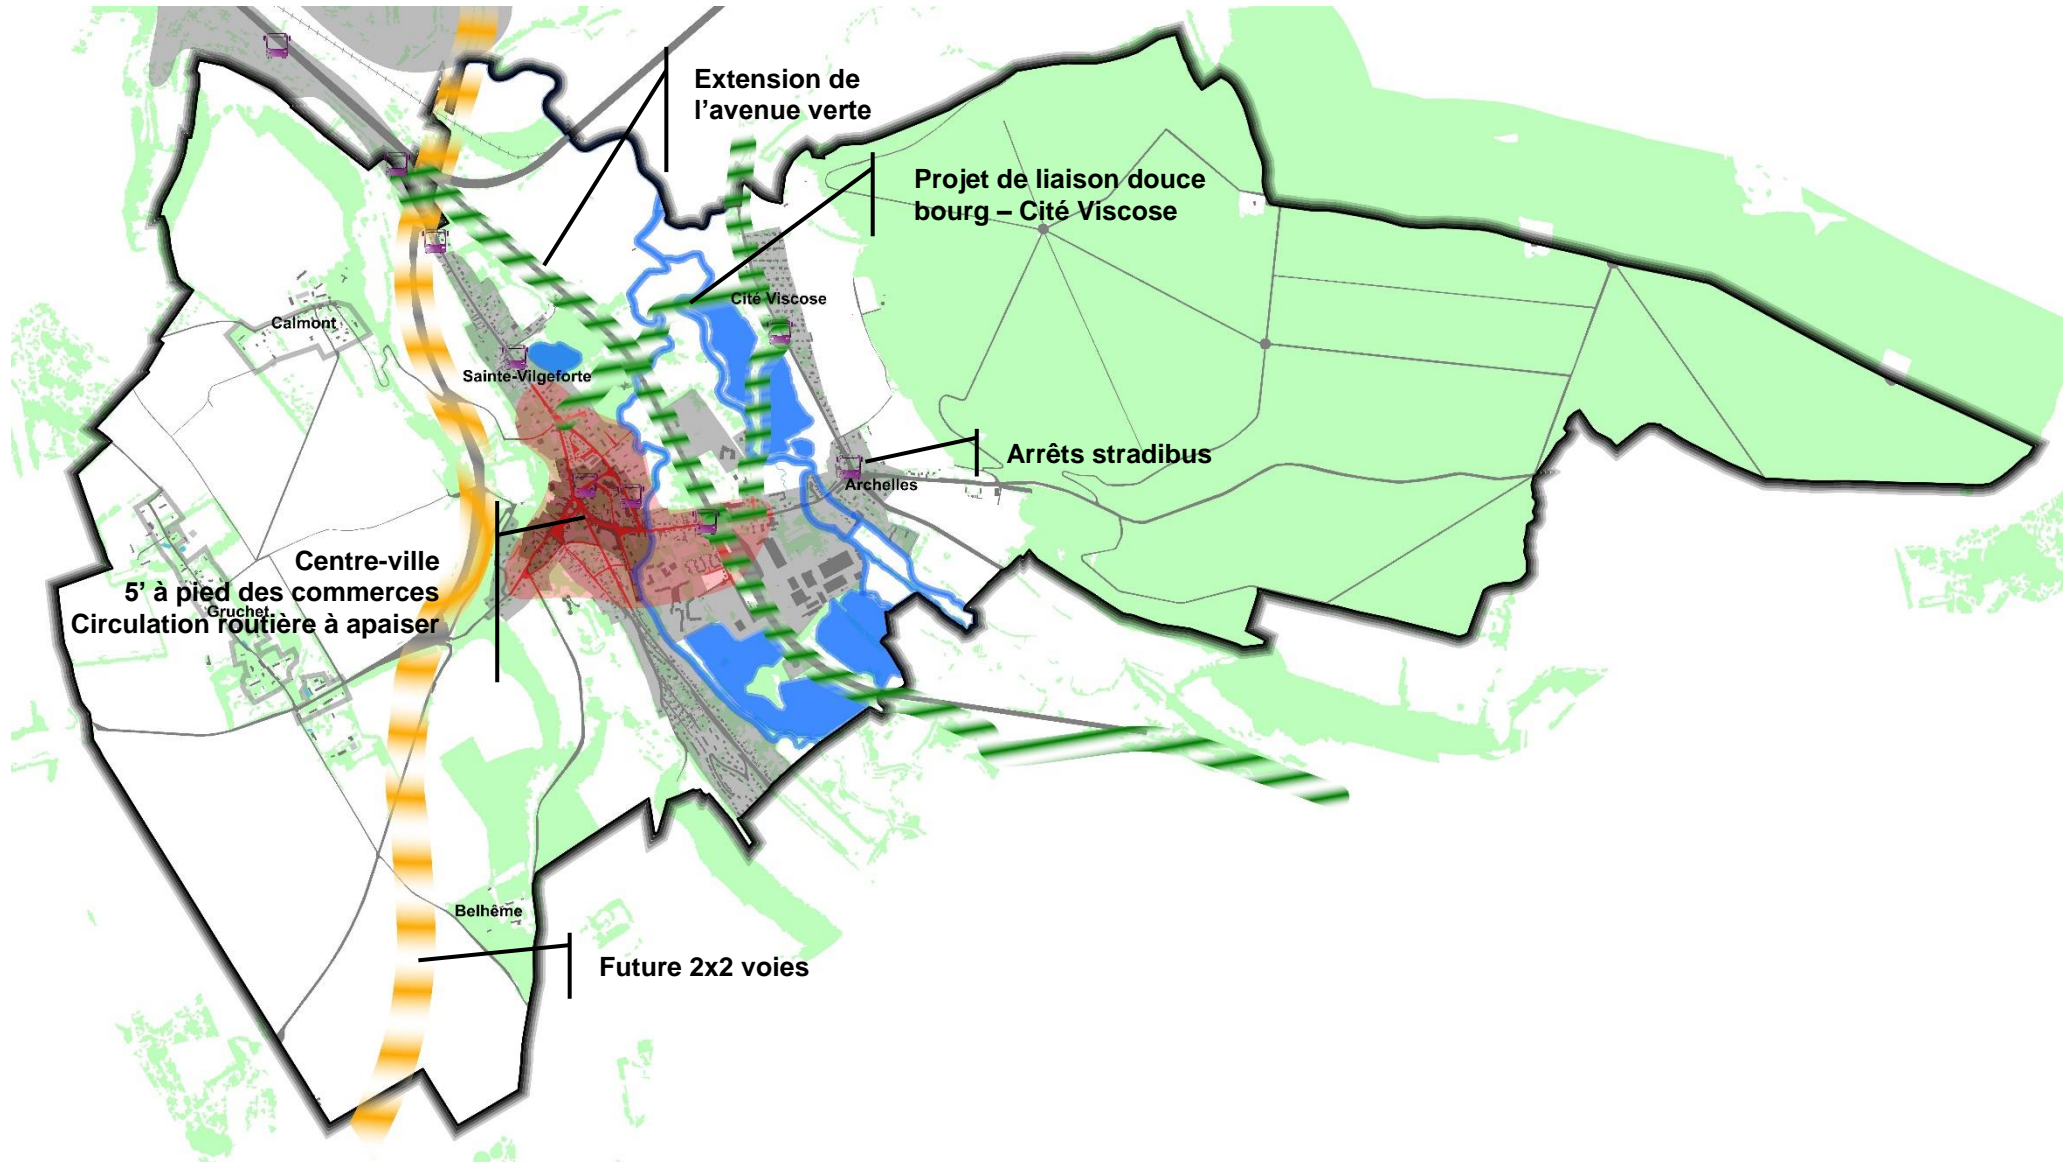 Extension de
l’avenue verte
Projet de liaison douce
bourg – Cité Viscose
Cité Viscose
Calmont
Sainte-Vilgeforte
Arrêts stradibus
Archelles
Centre-ville
5’ à pied des commerces
Gruchet
Circulation routière à apaiser
Belhême
Future 2x2 voies